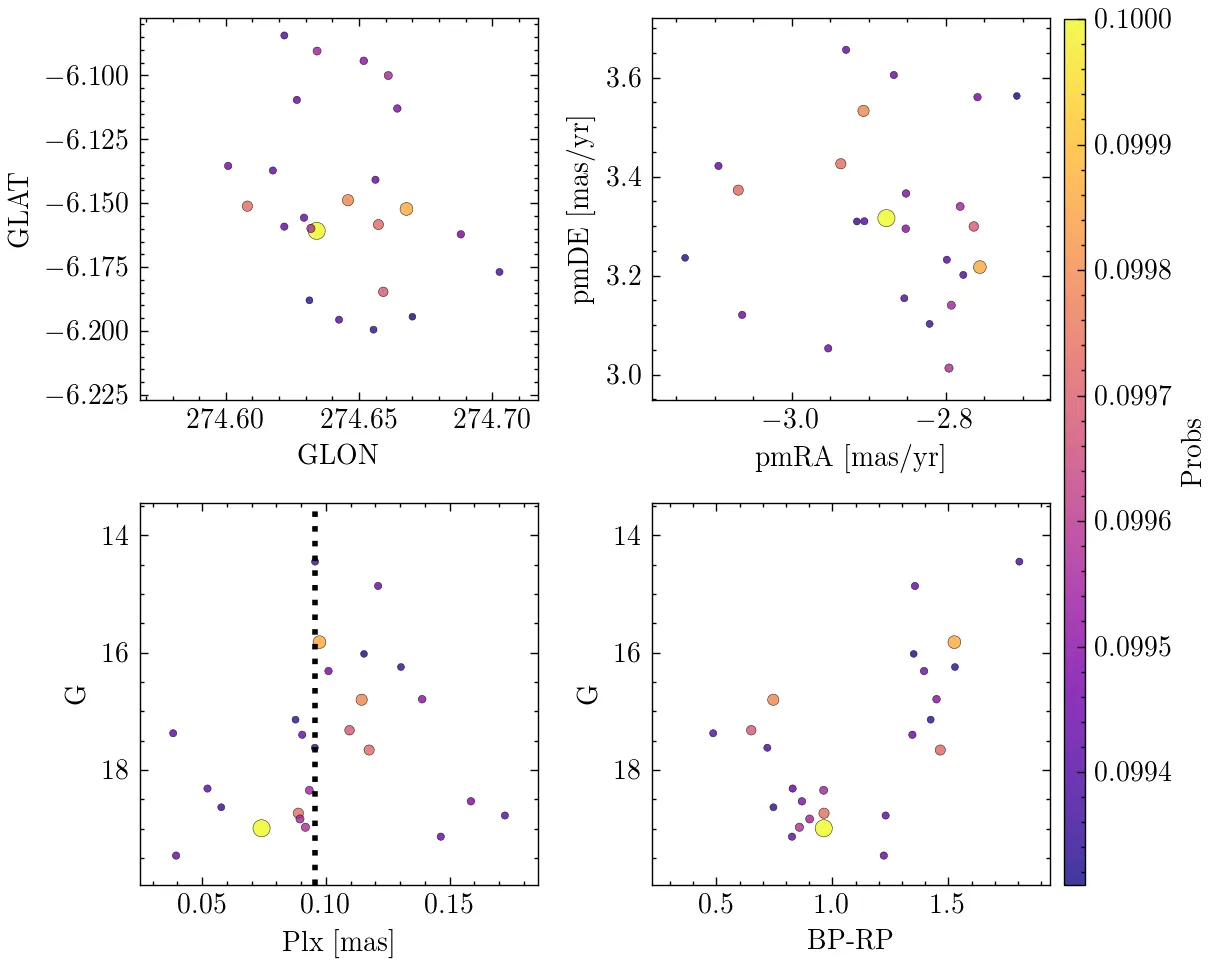 GLAT
−6.100
−6.125
−6.150
−6.175
−6.200
−6.225
274.60 274.66 274.70
GLON
pmDE [mas/yr]
3.6
3.4
3.2
3.0
−3.0 −2.8
pmRA [mas/yr]
G
14
16
18
0.05 0.10 0.15
Plx [mas]
G
14
16
18
0.5 1.0 1.5
BP-RP
0.1000
0.0999
0.0998
0.0997
0.0996
0.0995
0.0994
Probs